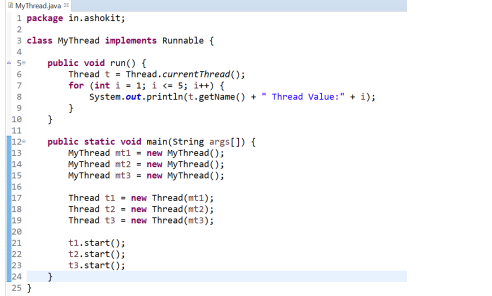 MyThread.java
1 package in.ashokit;
2
3 class MyThread implements Runnable {
4
5 public void run() {
6 Thread t = Thread.currentThread();
7 for (int i = 1; i <= 5; i++) {
8 System.out.println(t.getName() + " Thread Value:" + i);
9 }
10 }
11
12 public static void main(String args[]) {
13 MyThread mt1 = new MyThread();
14 MyThread mt2 = new MyThread();
15 MyThread mt3 = new MyThread();
16
17 Thread t1 = new Thread(mt1);
18 Thread t2 = new Thread(mt2);
19 Thread t3 = new Thread(mt3);
20
21 t1.start();
22 t2.start();
23 t3.start();
24 }
25 }